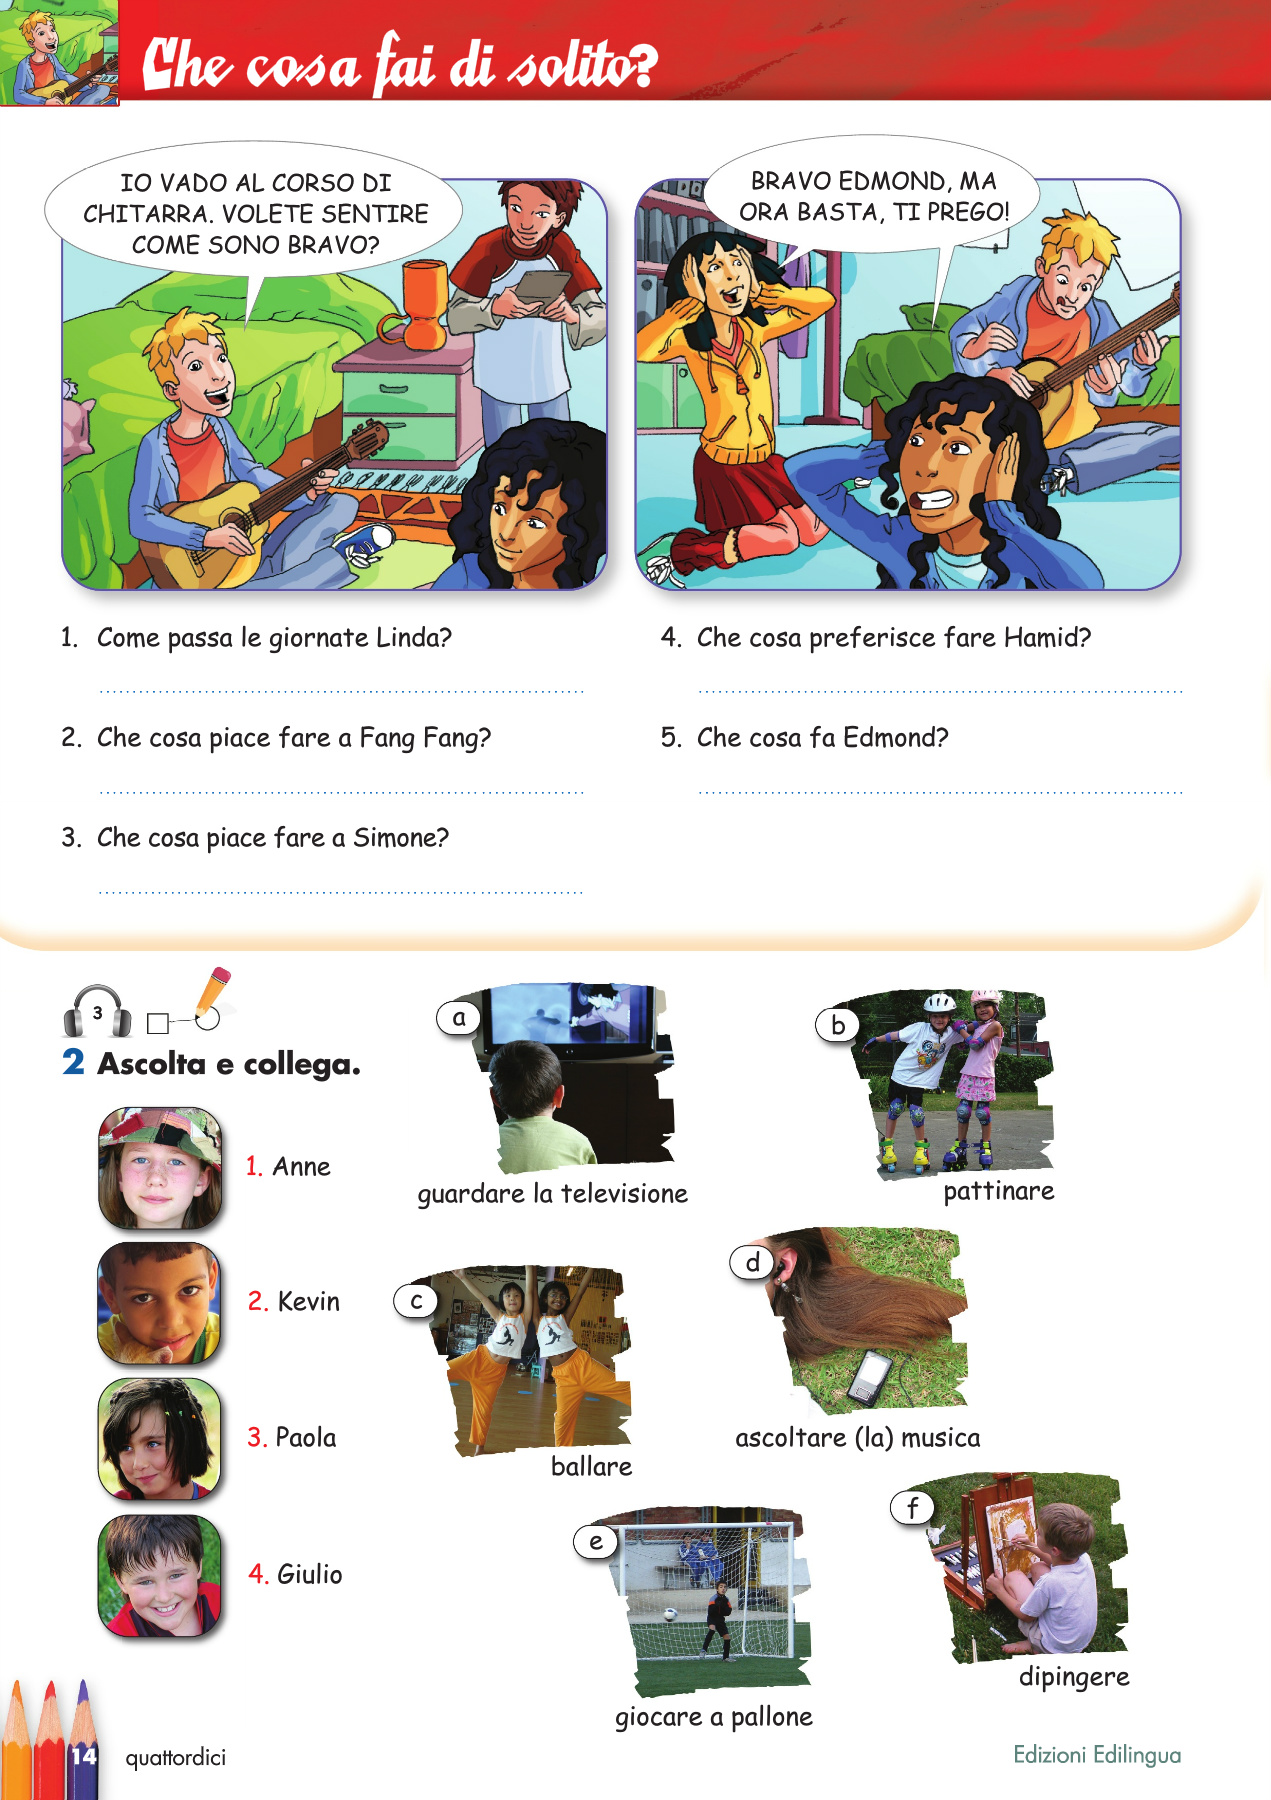 Che cosa fai di solito?
IO VADO AL CORSO DI
CHITARRA. VOLETE SENTIRE
COME SONO BRAVO?
BRAVO EDMOND, MA
ORA BASTA, TI PREGO!
1. Come passa le giornate Linda?
2. Che cosa piace fare a Fang Fang?
3. Che cosa piace fare a Simone?
4. Che cosa preferisce fare Hamid?
5. Che cosa fa Edmond?
3
2 Ascolta e collega.
1. Anne
2. Kevin
3. Paola
4. Giulio
a
guardare la televisione
b
pattinare
c
ballare
d
ascoltare (la) musica
e
giocare a pallone
f
dipingere
14
quattordici
Edizioni Edilingua